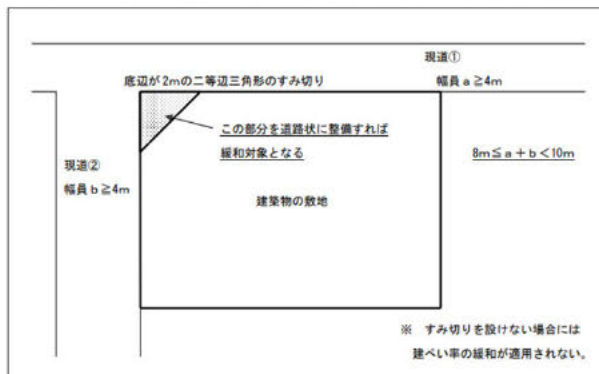 現道①
底辺が2mの二等辺三角形のすみ切り
幅員a≧4m
この部分を道路状に整備すれば
緩和対象となる
8m≦a+b<10m
現道②
幅員b≧4m
建築物の敷地
※ すみ切りを設けない場合には
建ぺい率の緩和が適用されない。